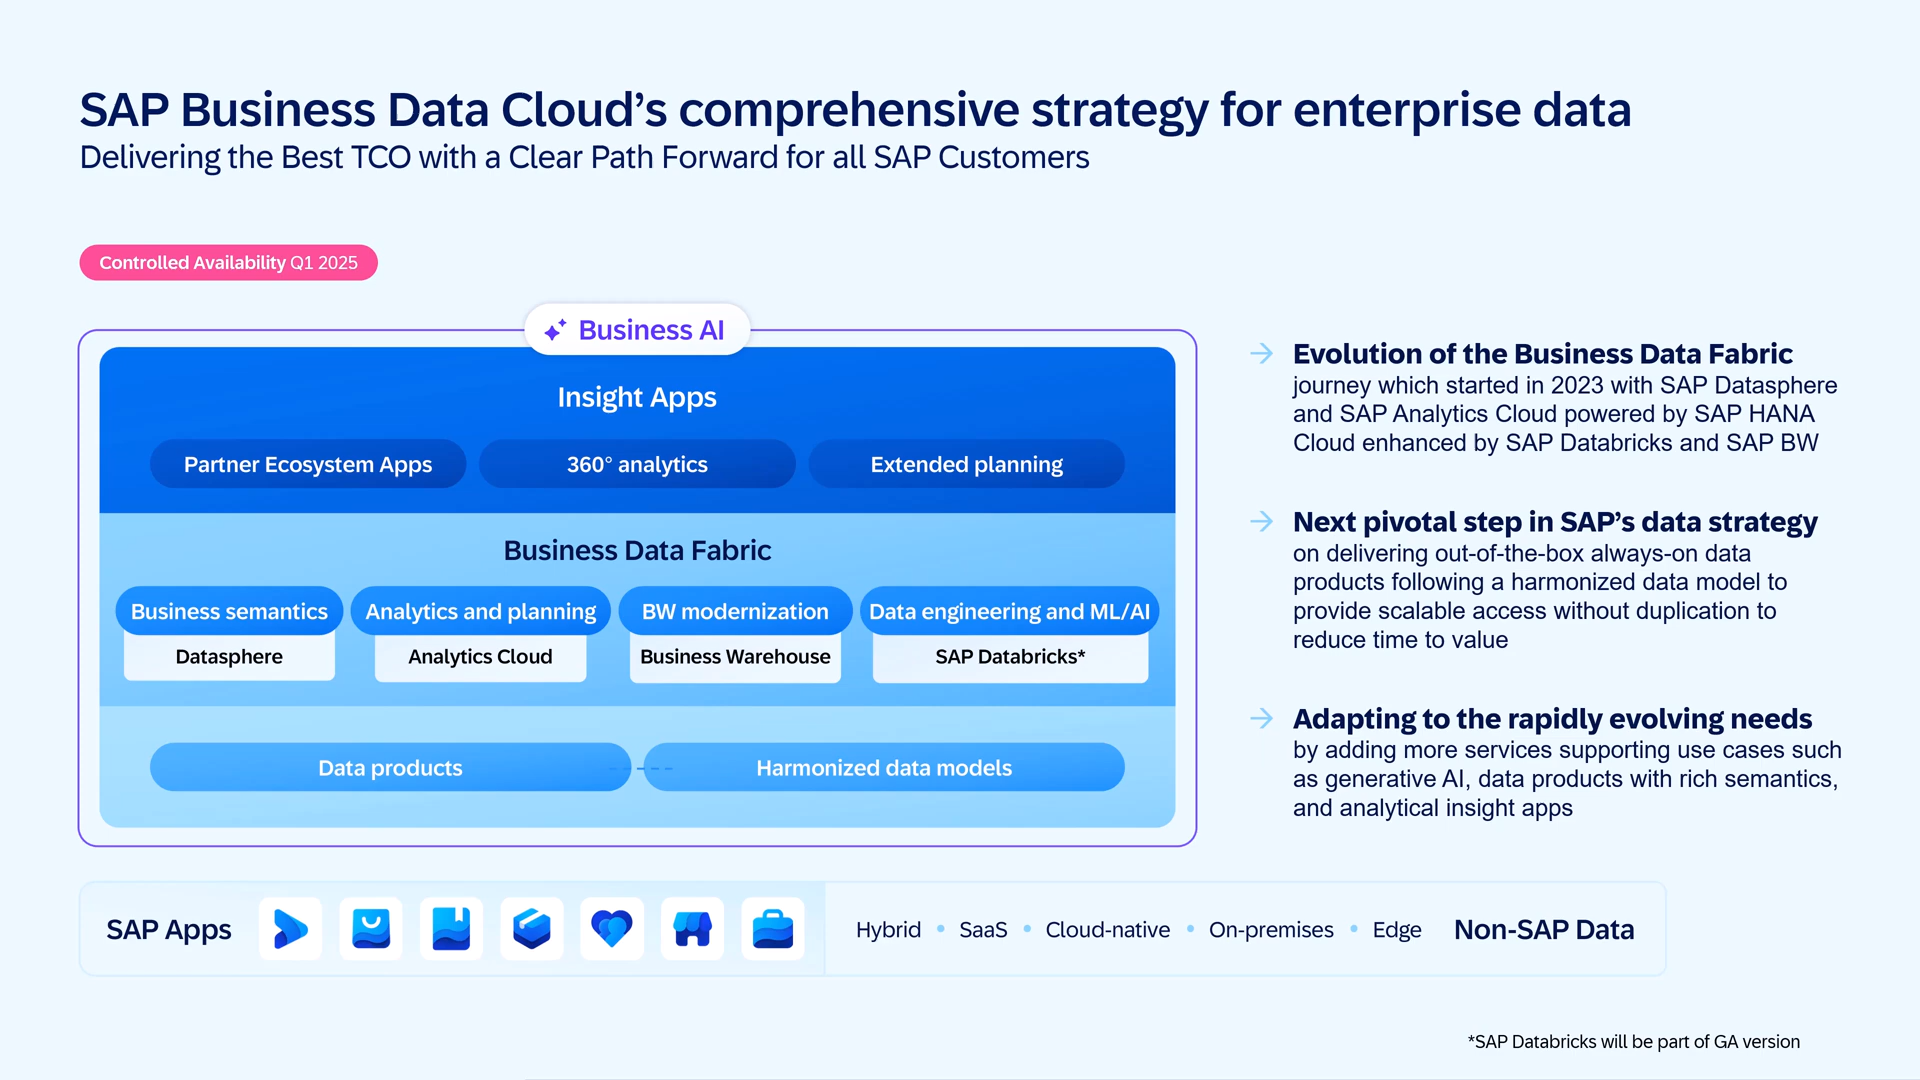 SAP Business Data Cloud’s comprehensive strategy for enterprise data
Delivering the Best TCO with a Clear Path Forward for all SAP Customers
Controlled Availability Q1 2025
Business AI
Insight Apps
Partner Ecosystem Apps
360° analytics
Extended planning
Business Data Fabric
Business semantics
Analytics and planning
BW modernization
Data engineering and ML/AI
Datasphere
Analytics Cloud
Business Warehouse
SAP Databricks*
Data products
Harmonized data models
Evolution of the Business Data Fabric
journey which started in 2023 with SAP Datasphere
and SAP Analytics Cloud powered by SAP HANA
Cloud enhanced by SAP Databricks and SAP BW
Next pivotal step in SAP’s data strategy
on delivering out-of-the-box always-on data
products following a harmonized data model to
provide scalable access without duplication to
reduce time to value
Adapting to the rapidly evolving needs
by adding more services supporting use cases such
as generative AI, data products with rich semantics,
and analytical insight apps
SAP Apps
Hybrid • SaaS • Cloud-native • On-premises • Edge
Non-SAP Data
*SAP Databricks will be part of GA version